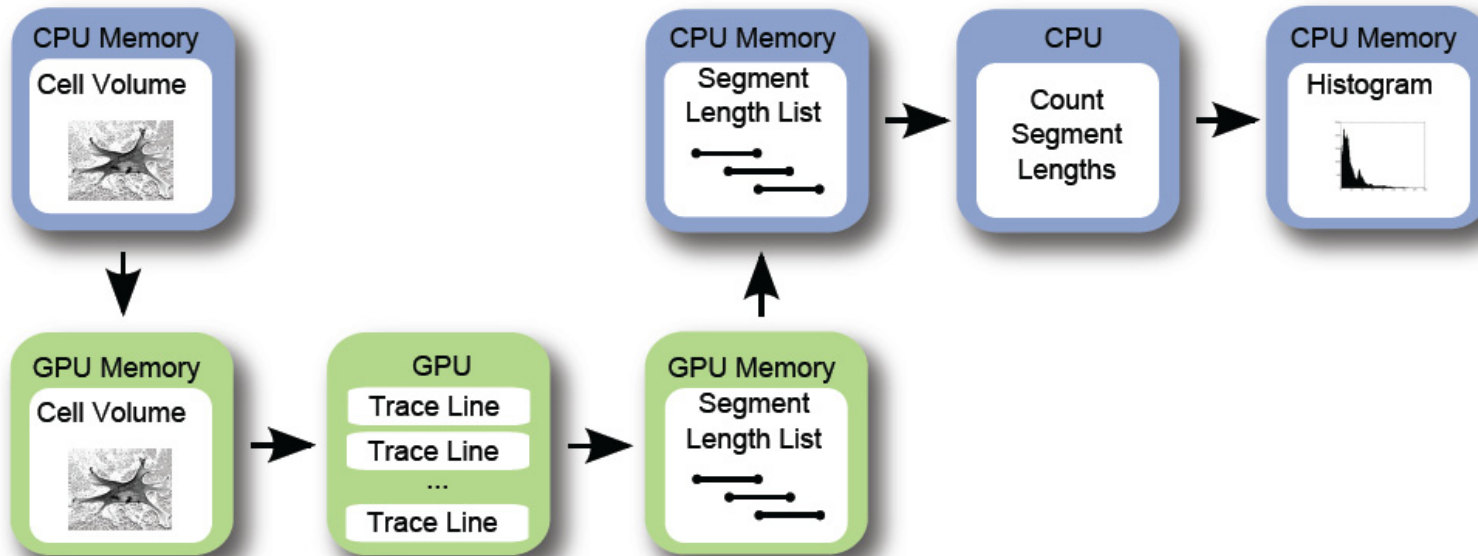 CPU Memory
Cell Volume
CPU Memory
Segment
Length List
CPU
Count
Segment
Lengths
CPU Memory
Histogram
GPU Memory
Cell Volume
GPU
Trace Line
Trace Line
...
Trace Line
GPU Memory
Segment
Length List